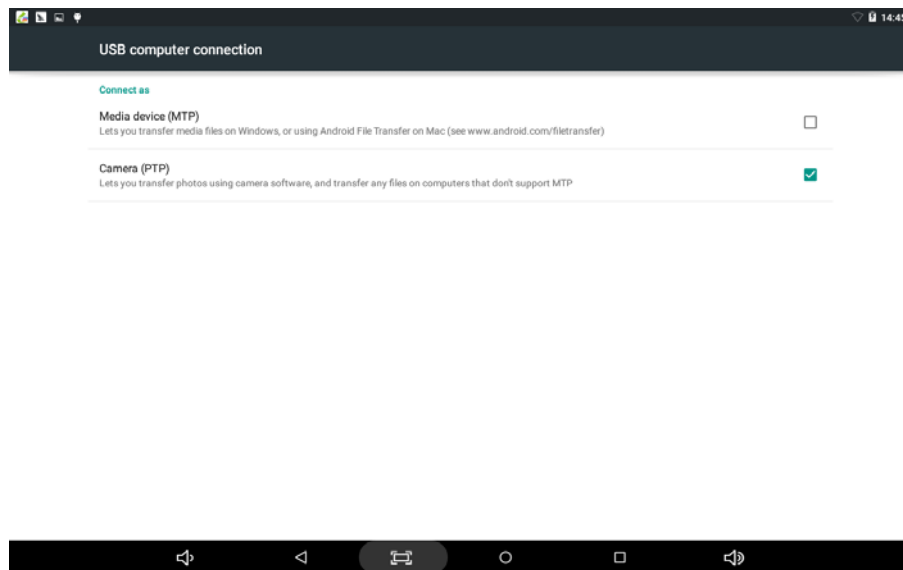 14:45
USB computer connection
Connect as
Media device (MTP)
Lets you transfer media files on Windows, or using Android File Transfer on Mac (see www.android.com/filetransfer)
Camera (PTP)
Lets you transfer photos using camera software, and transfer any files on computers that don't support MTP